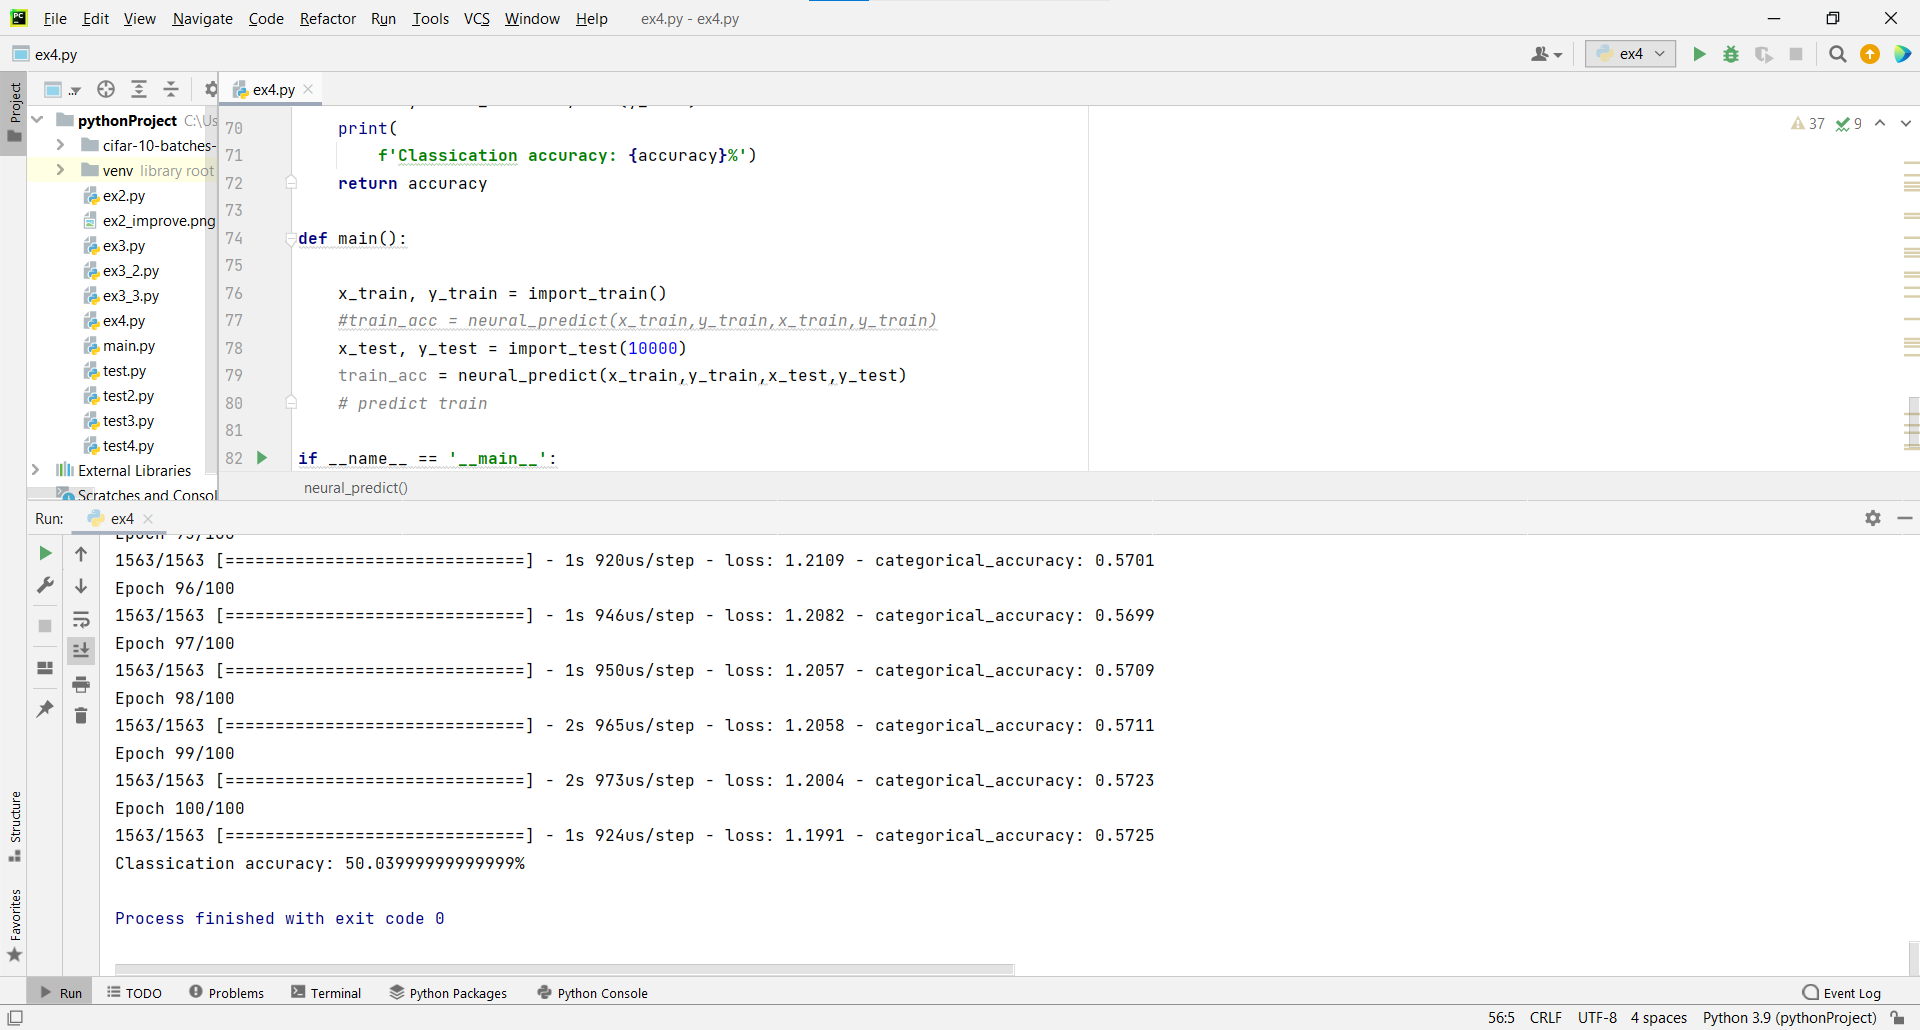 File Edit View Navigate Code Refactor Run Tools VCS Window Help ex4.py - ex4.py
ex4.py
ex4
Project
ex4.py
pythonProject C:\Us
cifar-10-batches-
venv library root
ex2.py
ex2_improve.png
ex3.py
ex3_2.py
ex3_3.py
ex4.py
main.py
test.py
test2.py
test3.py
test4.py
External Libraries
Scratches and Consol
37 9
70 print(
71 f'Classication accuracy: {accuracy}%')
72 return accuracy
73
74 def main():
75
76 x_train, y_train = import_train()
77 #train_acc = neural_predict(x_train,y_train,x_train,y_train)
78 x_test, y_test = import_test(10000)
79 train_acc = neural_predict(x_train,y_train,x_test,y_test)
80 # predict train
81
82 if __name__ == '__main__':
neural_predict()
Run: ex4
1563/1563 [==============================] - 1s 920us/step - loss: 1.2109 - categorical_accuracy: 0.5701
Epoch 96/100
1563/1563 [==============================] - 1s 946us/step - loss: 1.2082 - categorical_accuracy: 0.5699
Epoch 97/100
1563/1563 [==============================] - 1s 950us/step - loss: 1.2057 - categorical_accuracy: 0.5709
Epoch 98/100
1563/1563 [==============================] - 2s 965us/step - loss: 1.2058 - categorical_accuracy: 0.5711
Epoch 99/100
1563/1563 [==============================] - 2s 973us/step - loss: 1.2004 - categorical_accuracy: 0.5723
Epoch 100/100
1563/1563 [==============================] - 1s 924us/step - loss: 1.1991 - categorical_accuracy: 0.5725
Classication accuracy: 50.03999999999999%
Process finished with exit code 0
Structure
Favorites
Run TODO Problems Terminal Python Packages Python Console Event Log
56:5 CRLF UTF-8 4 spaces Python 3.9 (pythonProject)